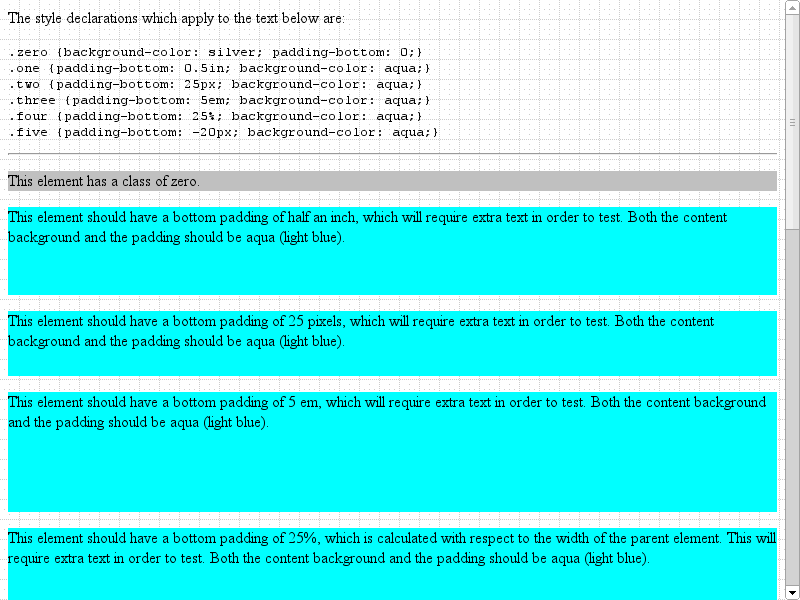 The style declarations which apply to the text below are:
.zero {background-color: silver; padding-bottom: 0;}
.one {padding-bottom: 0.5in; background-color: aqua;}
.two {padding-bottom: 25px; background-color: aqua;}
.three {padding-bottom: 5em; background-color: aqua;}
.four {padding-bottom: 25%; background-color: aqua;}
.five {padding-bottom: -20px; background-color: aqua;}
This element has a class of zero.
This element should have a bottom padding of half an inch, which will require extra text in order to test. Both the content
background and the padding should be aqua (light blue).
This element should have a bottom padding of 25 pixels, which will require extra text in order to test. Both the content
background and the padding should be aqua (light blue).
This element should have a bottom padding of 5 em, which will require extra text in order to test. Both the content background
and the padding should be aqua (light blue).
This element should have a bottom padding of 25%, which is calculated with respect to the width of the parent element. This will
require extra text in order to test. Both the content background and the padding should be aqua (light blue).